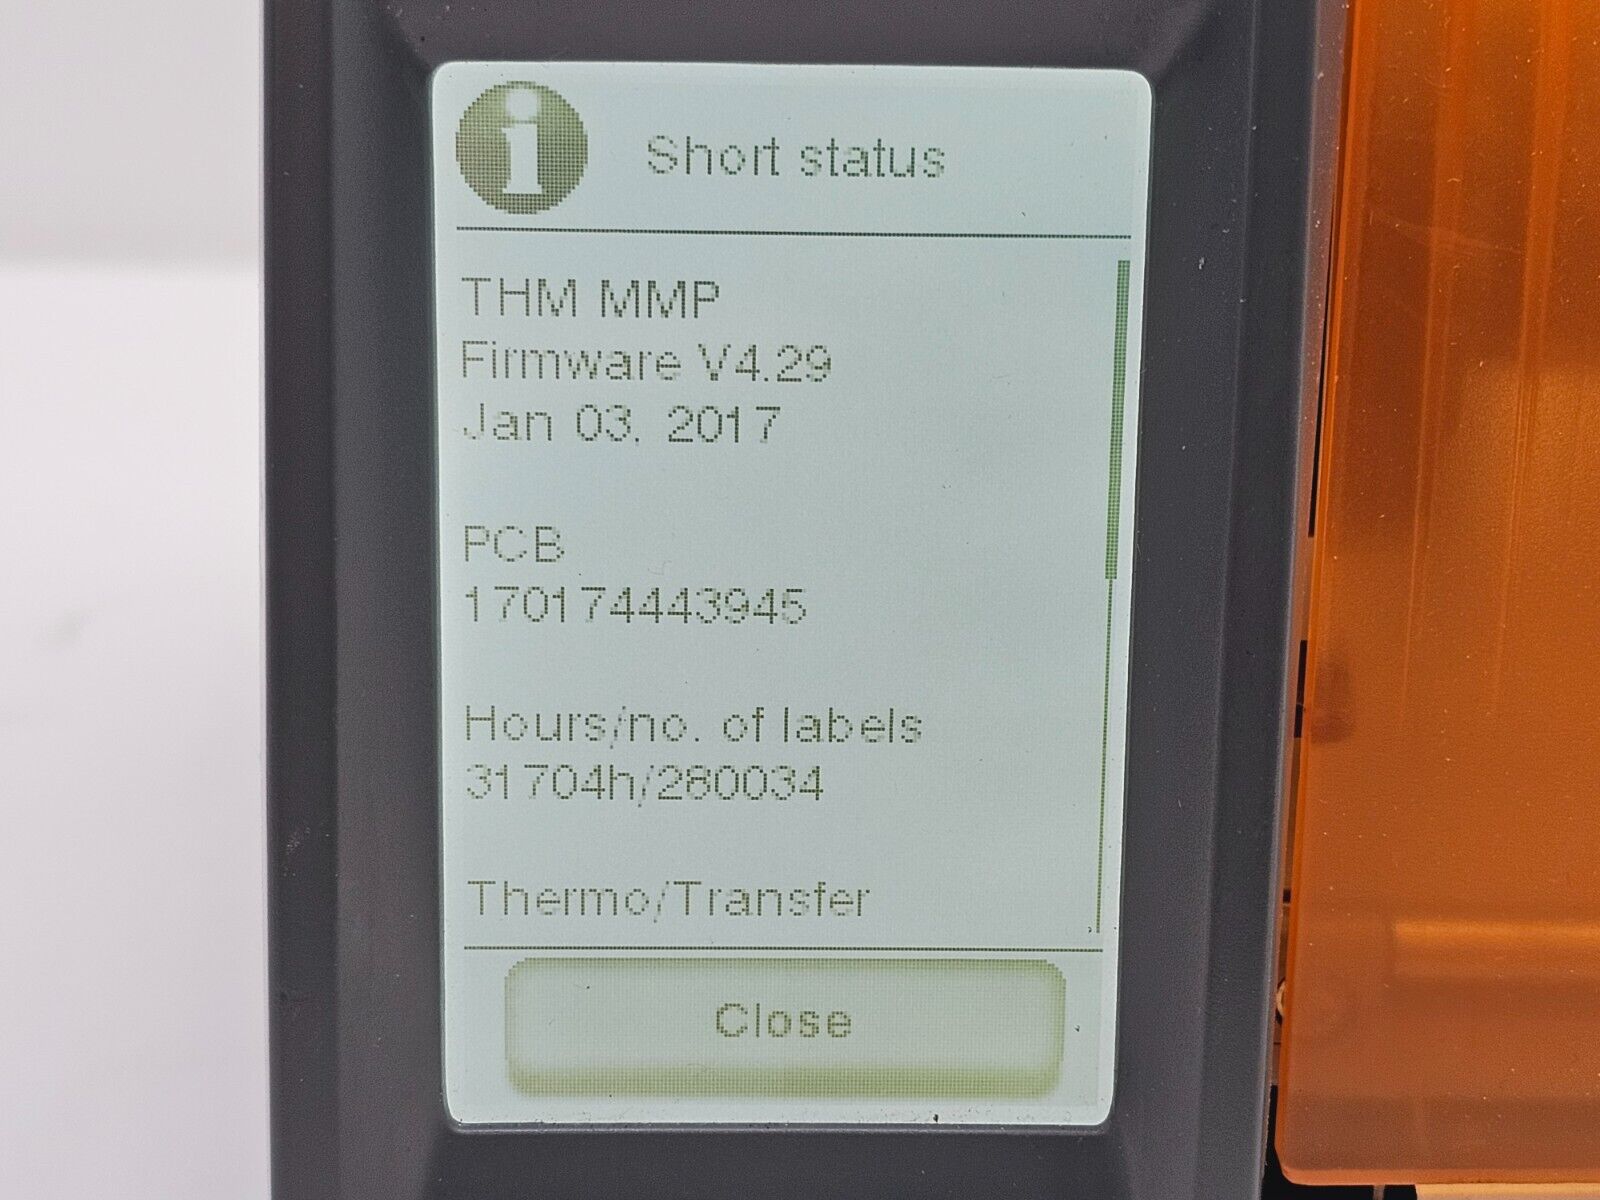 i
Short status
THM MMP
Firmware V4.29
Jan 03, 2017
PCB
170174443945
Hours/no. of labels
31704h/280034
Thermo/Transfer
Close